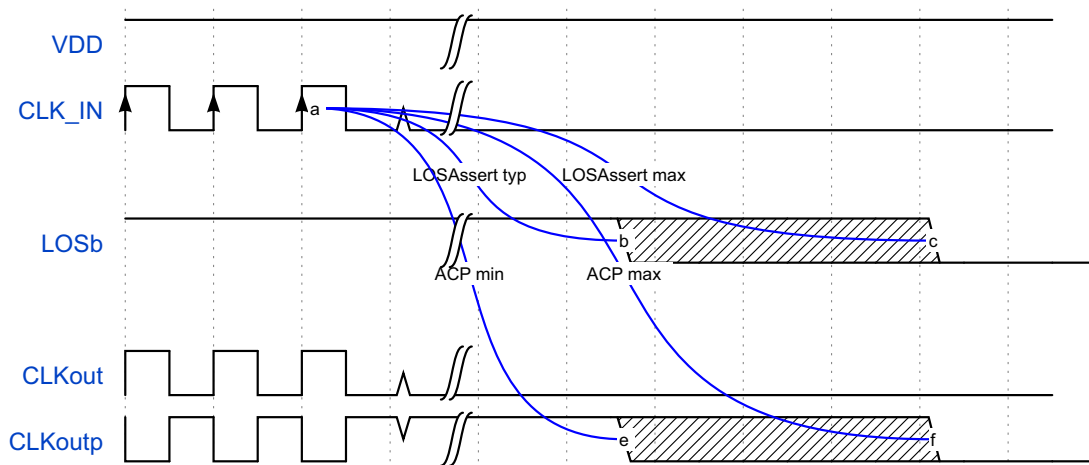 VDD
CLK_IN
a
LOSAssert typ
LOSAssert max
LOSb
b
c
ACP min
ACP max
CLKout
CLKoutp
e
f